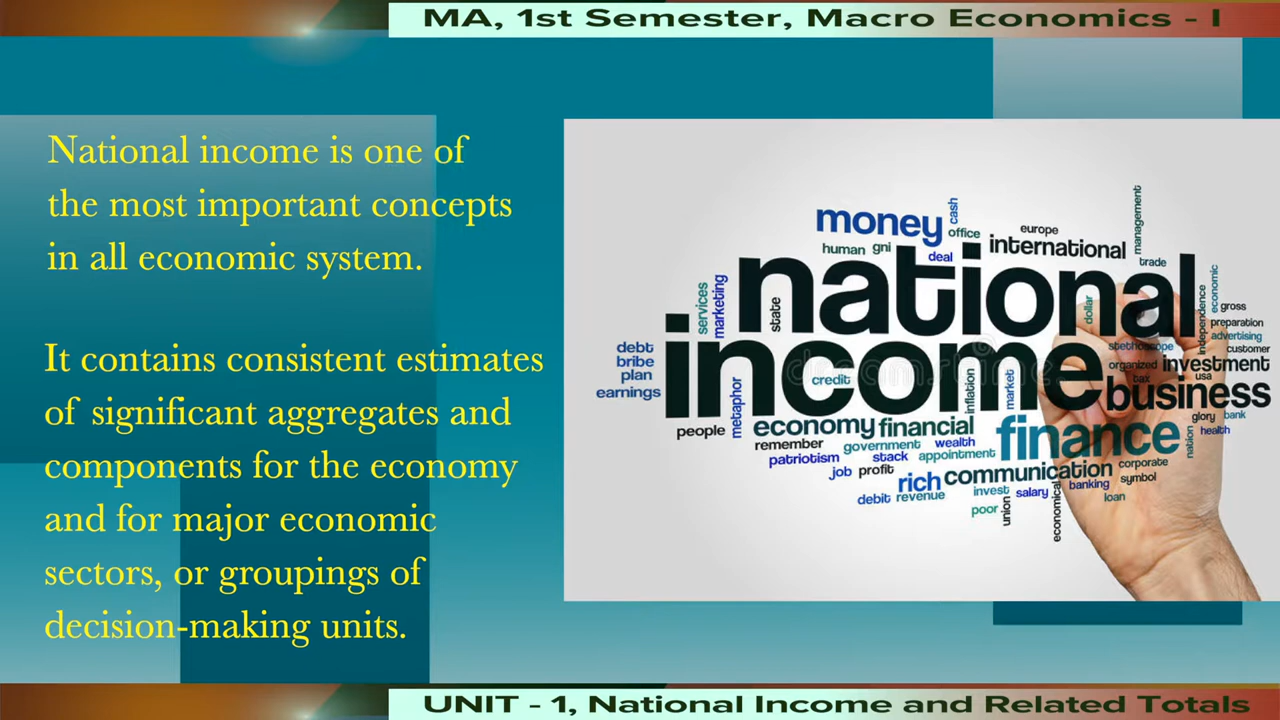 MA, 1st Semester, Macro Economics - I
National income is one of
the most important concepts
in all economic system.
It contains consistent estimates
of significant aggregates and
components for the economy
and for major economic
sectors, or groupings of
decision-making units.
money
cash
office
human
gni
deal
europe
international
management
trade
national
services
marketing
state
dollar
independence
economic
gross
preparation
advertising
customer
stethoscope
income
debt
bribe
plan
earnings
credit
inflation
market
organized
investment
tax
usa
business
people
metaphor
economy
financial
finance
glory
bank
nation
health
remember
government
wealth
patriotism
stack
appointment
job
profit
rich
communication
corporate
symbol
banking
loan
debit
revenue
invest
salary
poor
union
economical
UNIT - 1, National Income and Related Totals